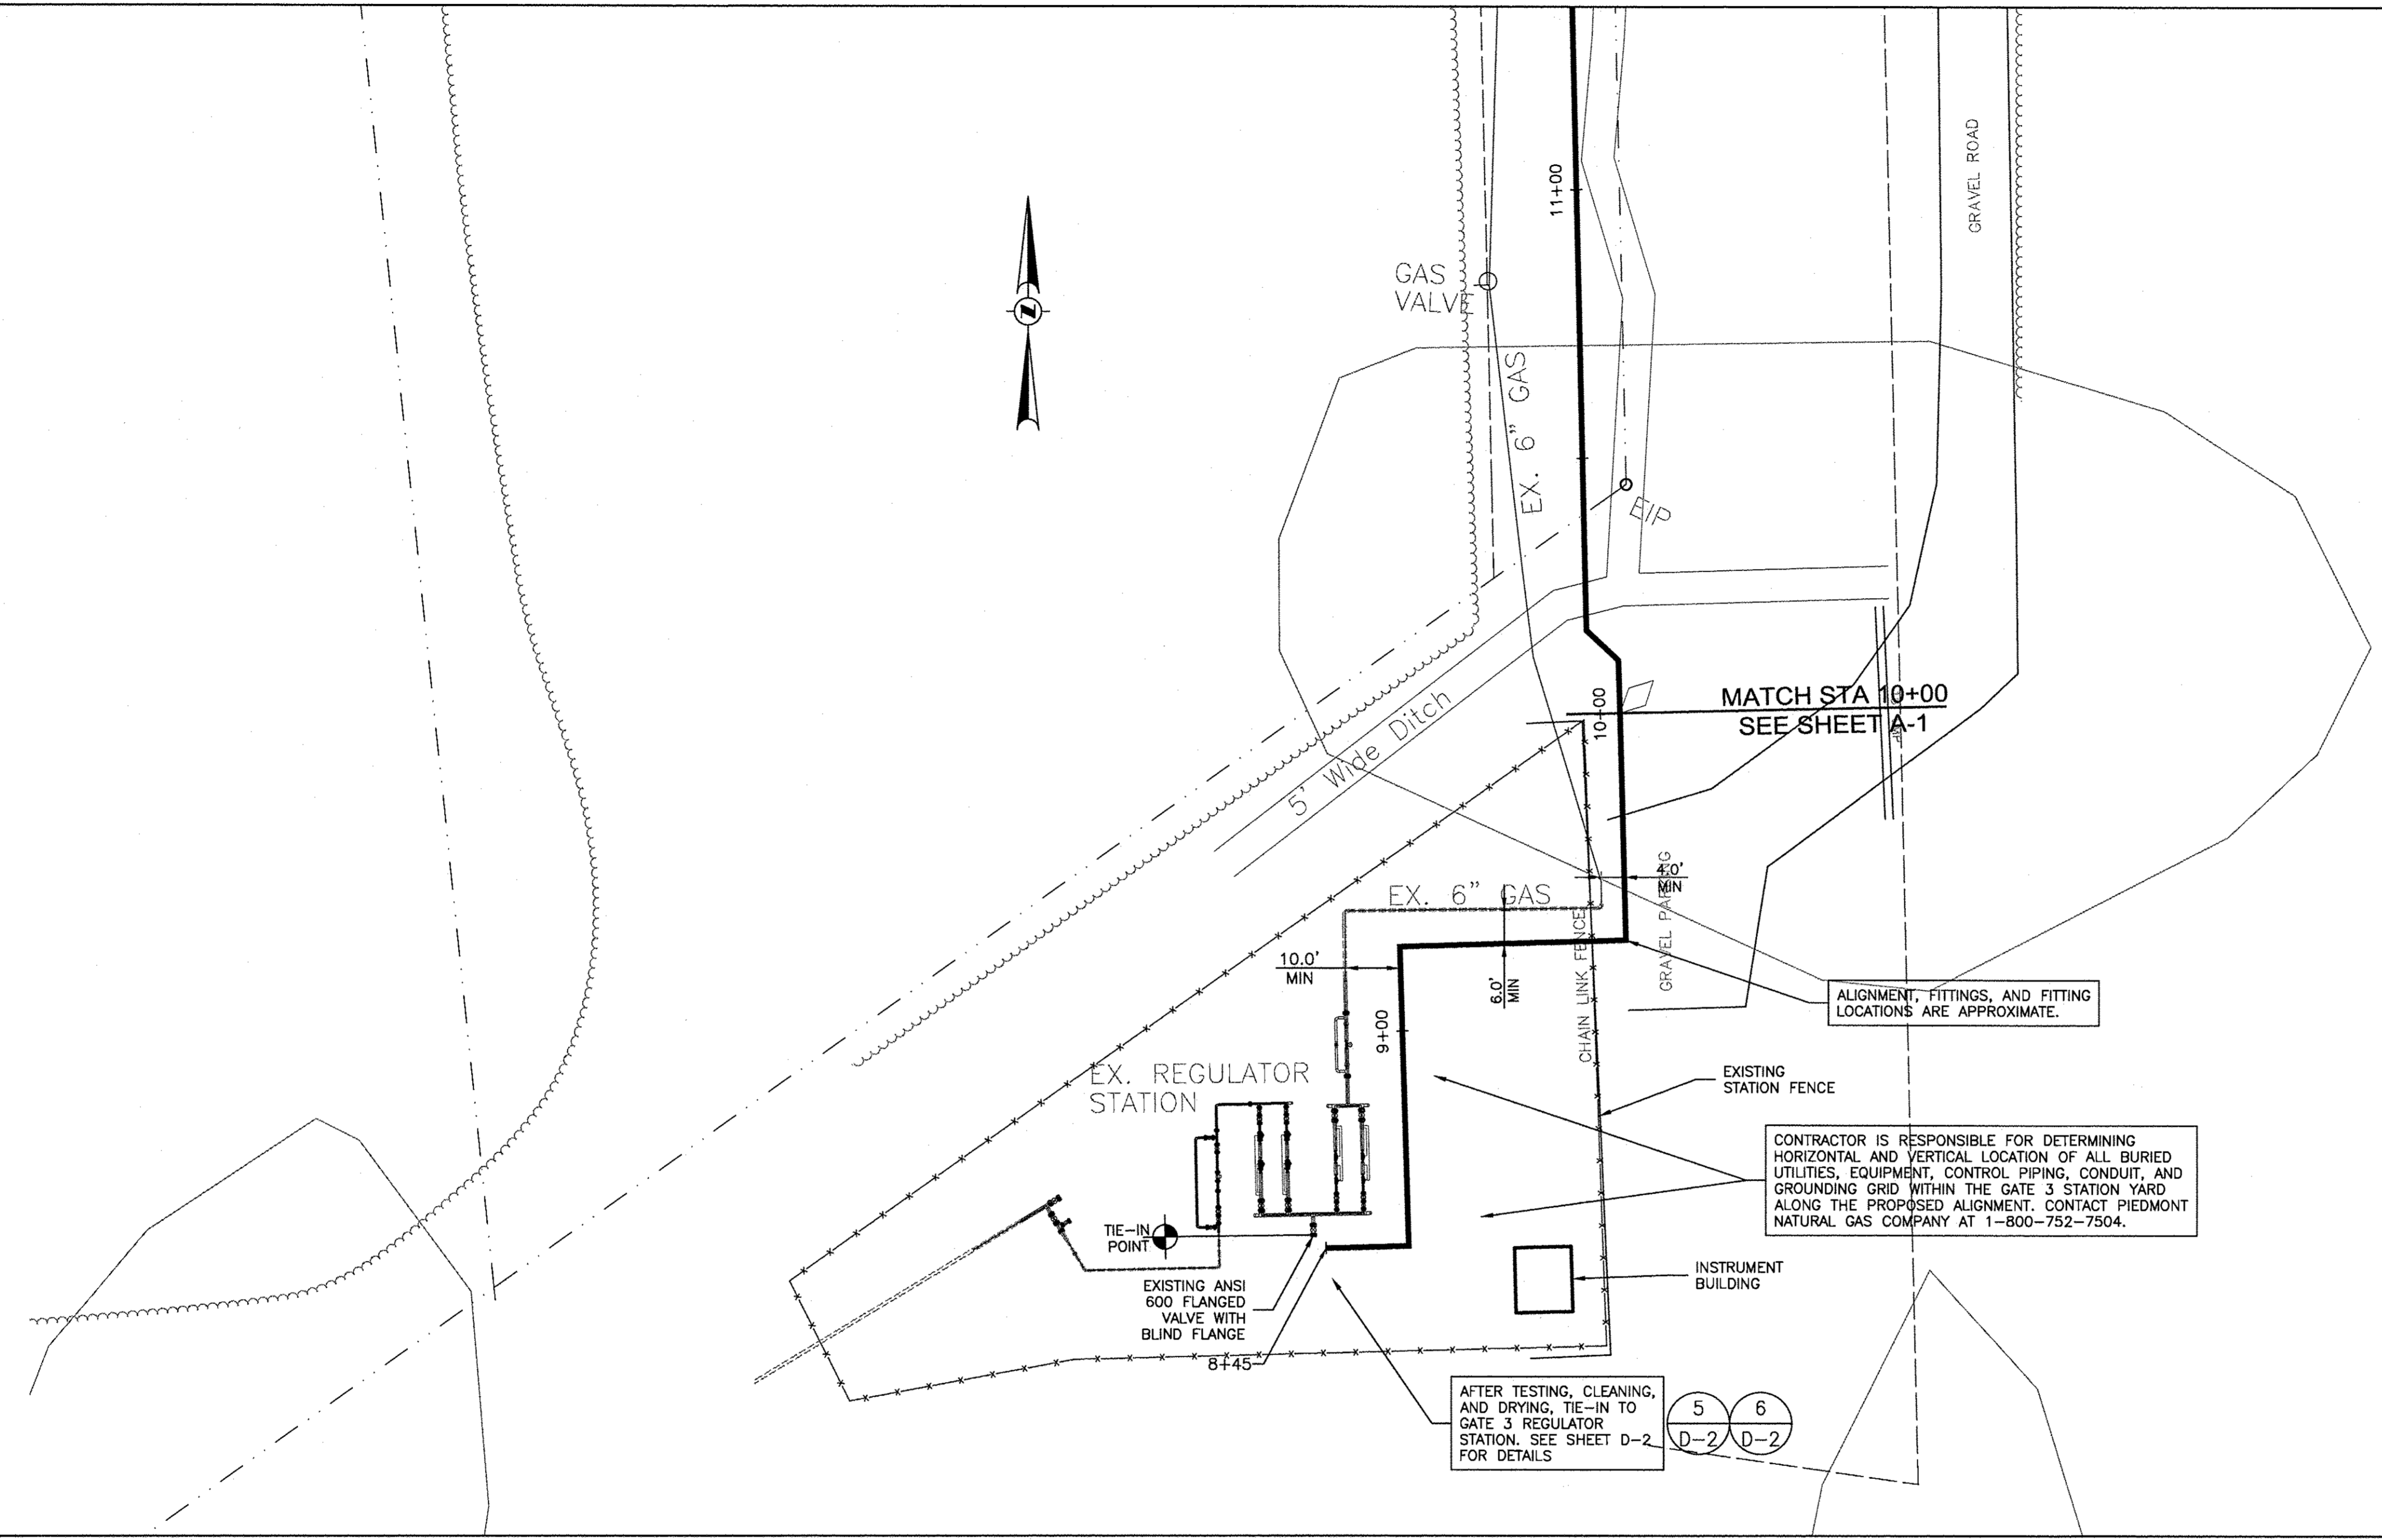 GRAVEL ROAD
11+00
GAS
VALVE
EX. 6" GAS
EIP
10+00
MATCH STA 10+00
SEE SHEET A-1
5' Wide Ditch
4.0'
MIN
GRAVEL PARKING
EX. 6" GAS
CHAIN LINK FENCE
10.0'
MIN
6.0'
MIN
ALIGNMENT, FITTINGS, AND FITTING
LOCATIONS ARE APPROXIMATE.
9+00
EX. REGULATOR
STATION
EXISTING
STATION FENCE
CONTRACTOR IS RESPONSIBLE FOR DETERMINING
HORIZONTAL AND VERTICAL LOCATION OF ALL BURIED
UTILITIES, EQUIPMENT, CONTROL PIPING, CONDUIT, AND
GROUNDING GRID WITHIN THE GATE 3 STATION YARD
ALONG THE PROPOSED ALIGNMENT. CONTACT PIEDMONT
NATURAL GAS COMPANY AT 1-800-752-7504.
TIE-IN
POINT
INSTRUMENT
BUILDING
EXISTING ANSI
600 FLANGED
VALVE WITH
BLIND FLANGE
8+45
AFTER TESTING, CLEANING,
AND DRYING, TIE-IN TO
GATE 3 REGULATOR
STATION. SEE SHEET D-2
FOR DETAILS
5
D-2
6
D-2
Z